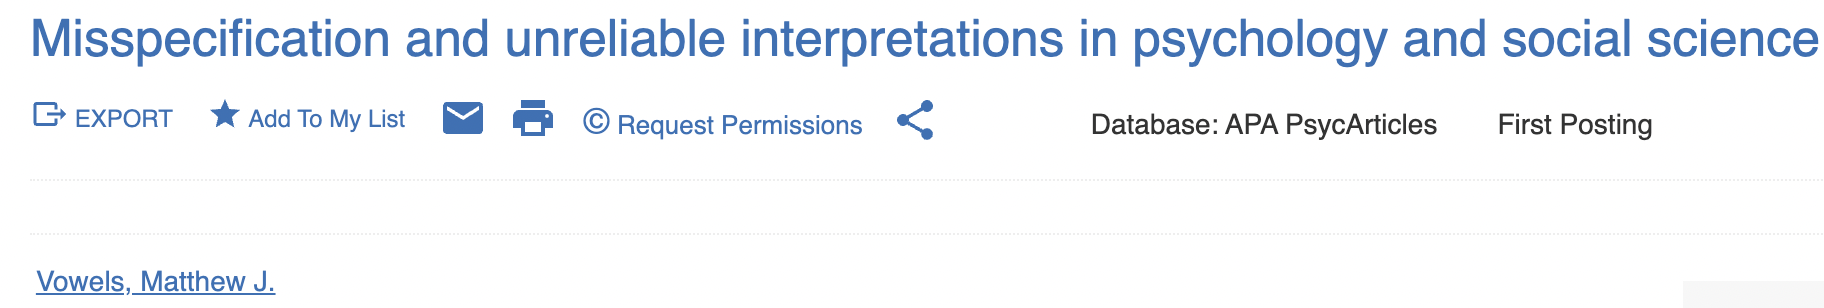 Misspecification and unreliable interpretations in psychology and social science
EXPORT Add To My List © Request Permissions Database: APA PsycArticles First Posting
Vowels, Matthew J.